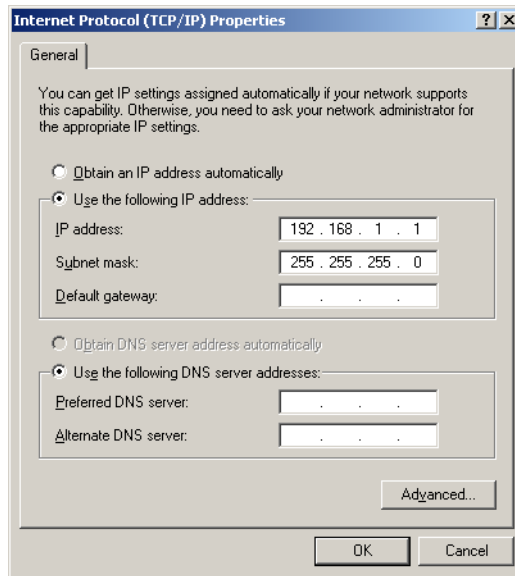 Internet Protocol (TCP/IP) Properties
General
You can get IP settings assigned automatically if your network supports
this capability. Otherwise, you need to ask your network administrator for
the appropriate IP settings.
Obtain an IP address automatically
Use the following IP address:
IP address: 192 . 168 . 1 . 1
Subnet mask: 255 . 255 . 255 . 0
Default gateway: . . .
Obtain DNS server address automatically
Use the following DNS server addresses:
Preferred DNS server: . . .
Alternate DNS server: . . .
Advanced...
OK Cancel